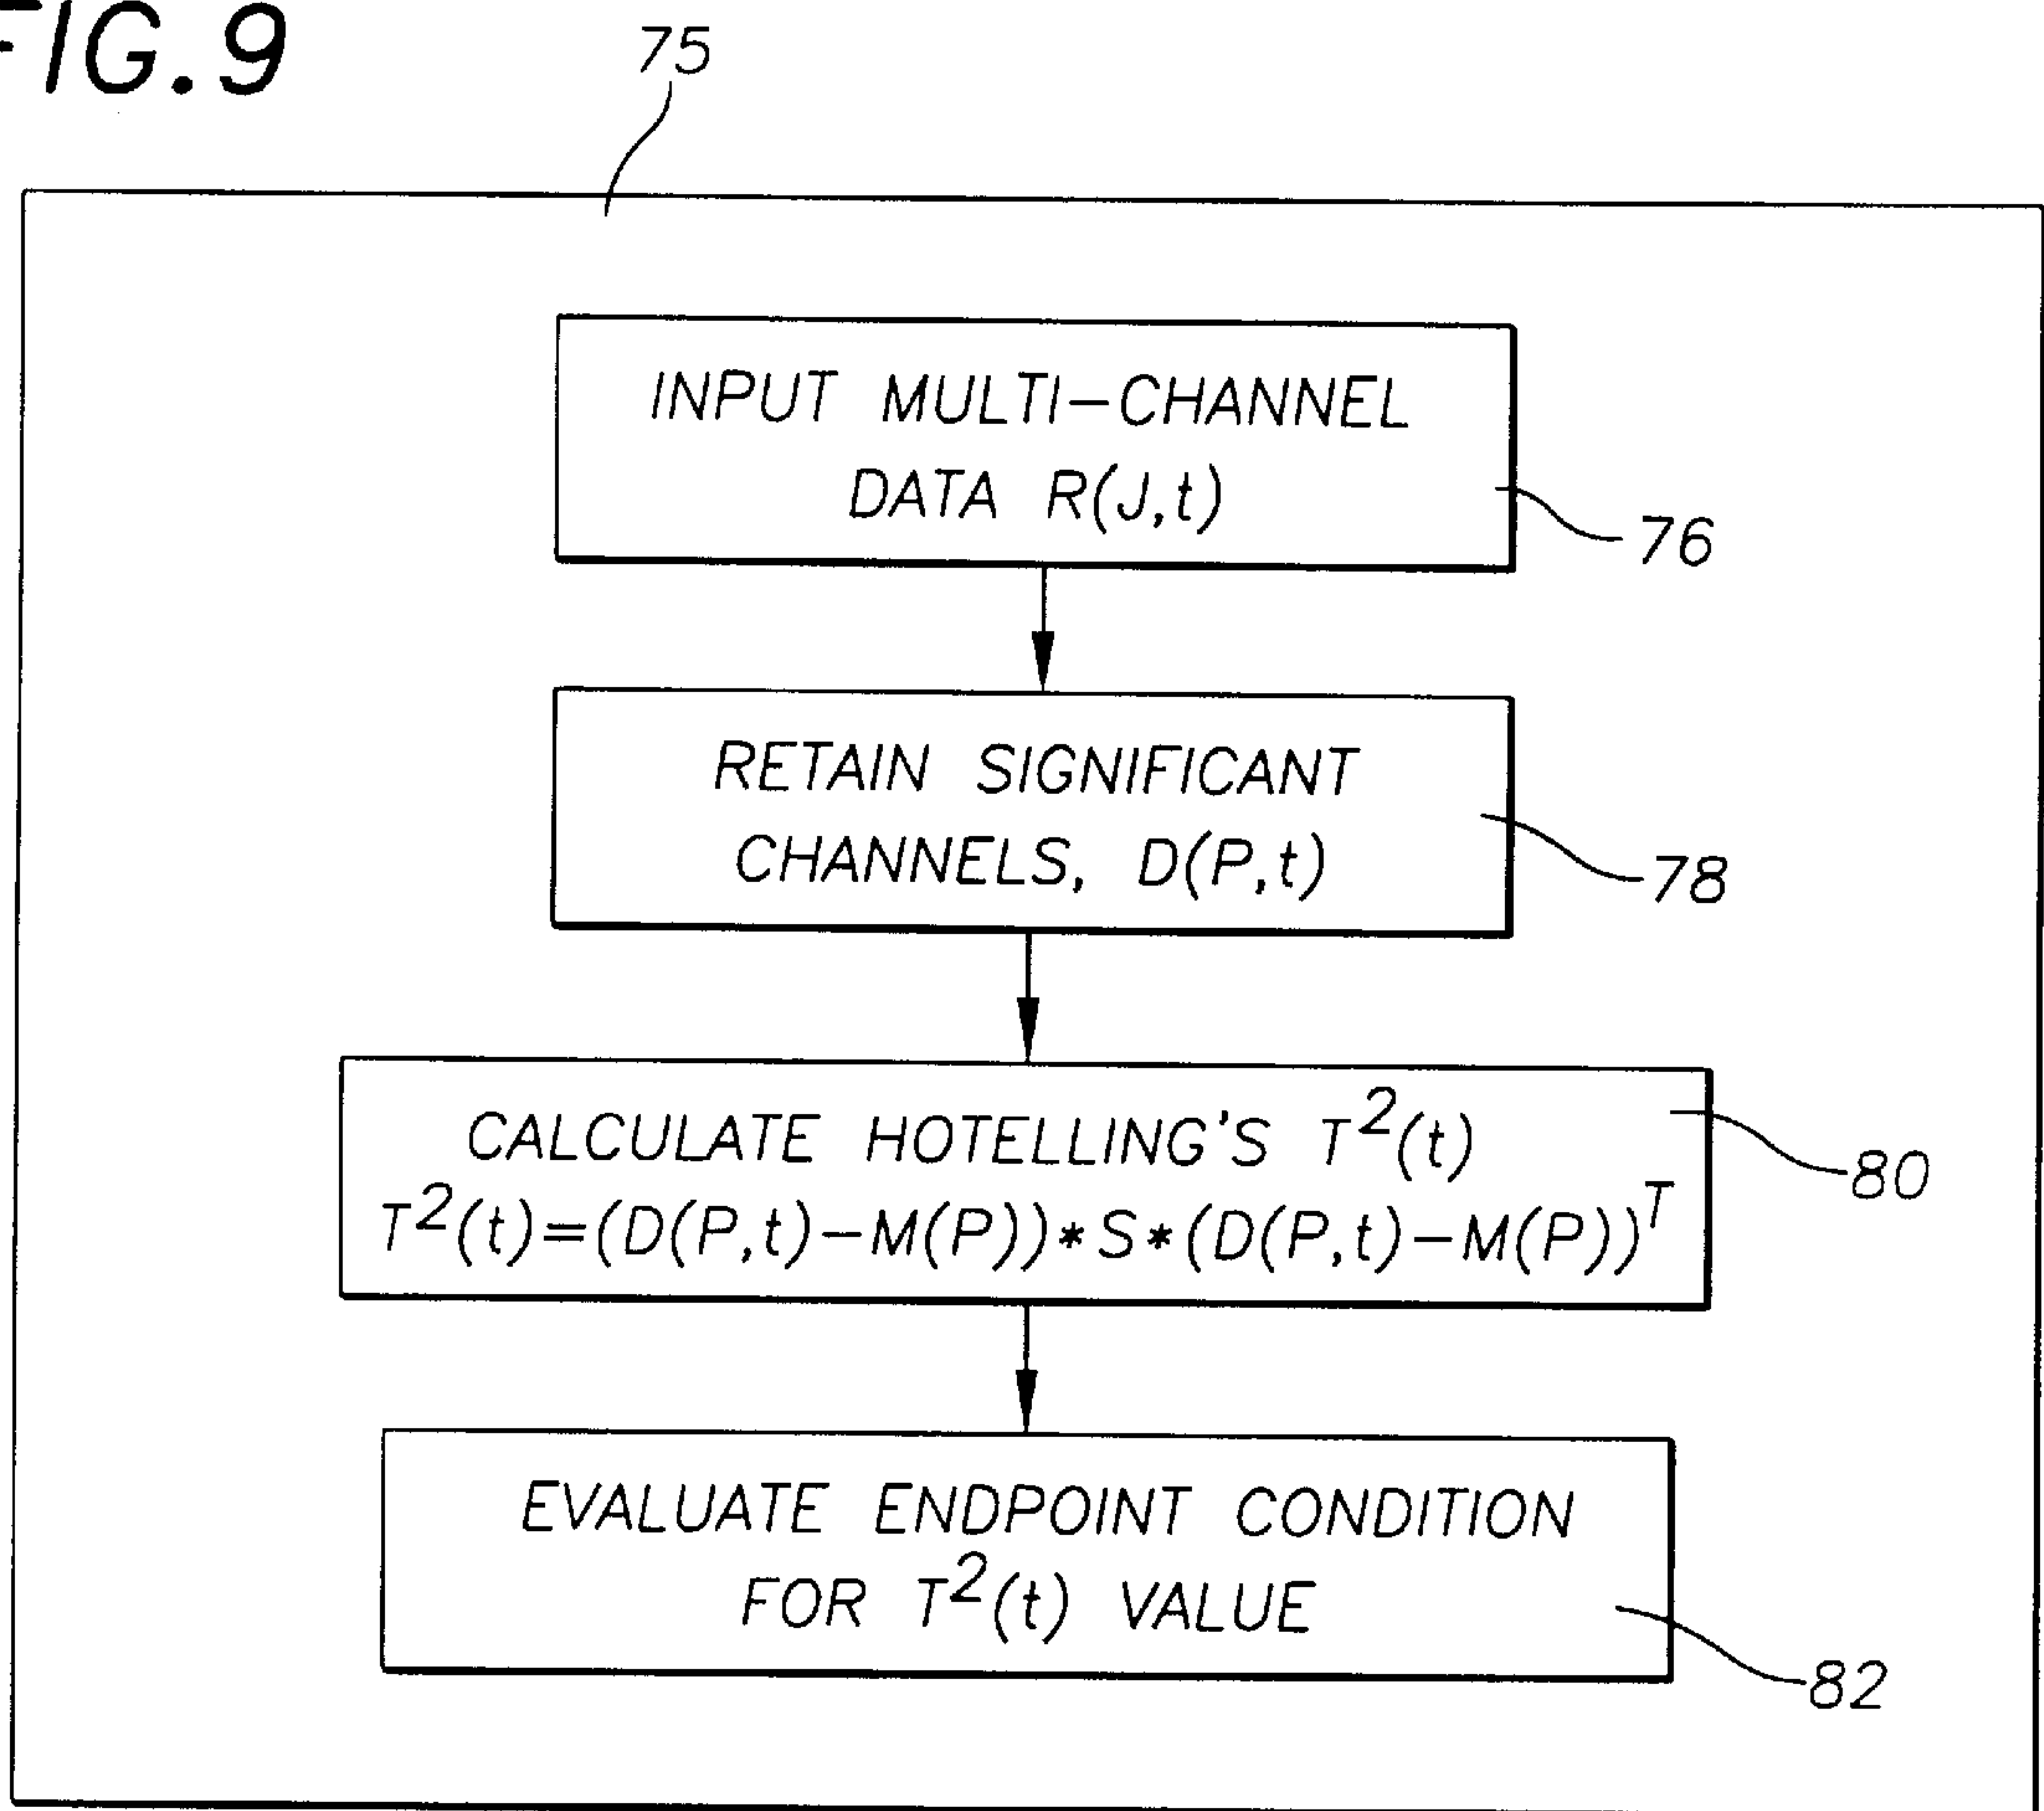 FIG.9
75
INPUT MULTI-CHANNEL
DATA R(J,t)
76
RETAIN SIGNIFICANT
CHANNELS, D(P,t)
78
CALCULATE HOTELLING'S T²(t)
T²(t)=(D(P,t)-M(P))*S*(D(P,t)-M(P))ᵀ
80
EVALUATE ENDPOINT CONDITION
FOR T²(t) VALUE
82